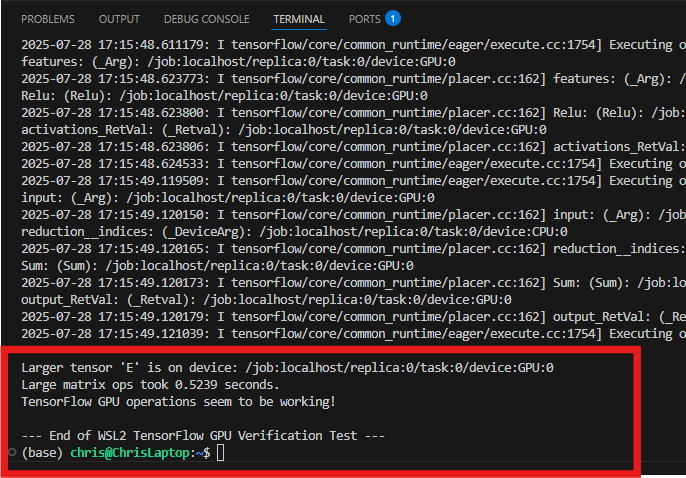 PROBLEMS OUTPUT DEBUG CONSOLE TERMINAL PORTS 1
2025-07-28 17:15:48.611179: I tensorflow/core/common_runtime/eager/execute.cc:1754] Executing o
features: (_Arg): /job:localhost/replica:0/task:0/device:GPU:0
2025-07-28 17:15:48.623773: I tensorflow/core/common_runtime/placer.cc:162] features: (_Arg): /
Relu: (Relu): /job:localhost/replica:0/task:0/device:GPU:0
2025-07-28 17:15:48.623800: I tensorflow/core/common_runtime/placer.cc:162] Relu: (Relu): /job:
activations_RetVal: (_Retval): /job:localhost/replica:0/task:0/device:GPU:0
2025-07-28 17:15:48.623806: I tensorflow/core/common_runtime/placer.cc:162] activations_RetVal:
2025-07-28 17:15:48.624533: I tensorflow/core/common_runtime/eager/execute.cc:1754] Executing o
2025-07-28 17:15:49.119509: I tensorflow/core/common_runtime/eager/execute.cc:1754] Executing o
input: (_Arg): /job:localhost/replica:0/task:0/device:GPU:0
2025-07-28 17:15:49.120150: I tensorflow/core/common_runtime/placer.cc:162] input: (_Arg): /job
reduction__indices: (_DeviceArg): /job:localhost/replica:0/task:0/device:CPU:0
2025-07-28 17:15:49.120165: I tensorflow/core/common_runtime/placer.cc:162] reduction__indices:
Sum: (Sum): /job:localhost/replica:0/task:0/device:GPU:0
2025-07-28 17:15:49.120173: I tensorflow/core/common_runtime/placer.cc:162] Sum: (Sum): /job:lo
output_RetVal: (_Retval): /job:localhost/replica:0/task:0/device:GPU:0
2025-07-28 17:15:49.120179: I tensorflow/core/common_runtime/placer.cc:162] output_RetVal: (_Re
2025-07-28 17:15:49.121039: I tensorflow/core/common_runtime/eager/execute.cc:1754] Executing o
Larger tensor 'E' is on device: /job:localhost/replica:0/task:0/device:GPU:0
Large matrix ops took 0.5239 seconds.
TensorFlow GPU operations seem to be working!
--- End of WSL2 TensorFlow GPU Verification Test ---
(base) chris@ChrisLaptop:~$